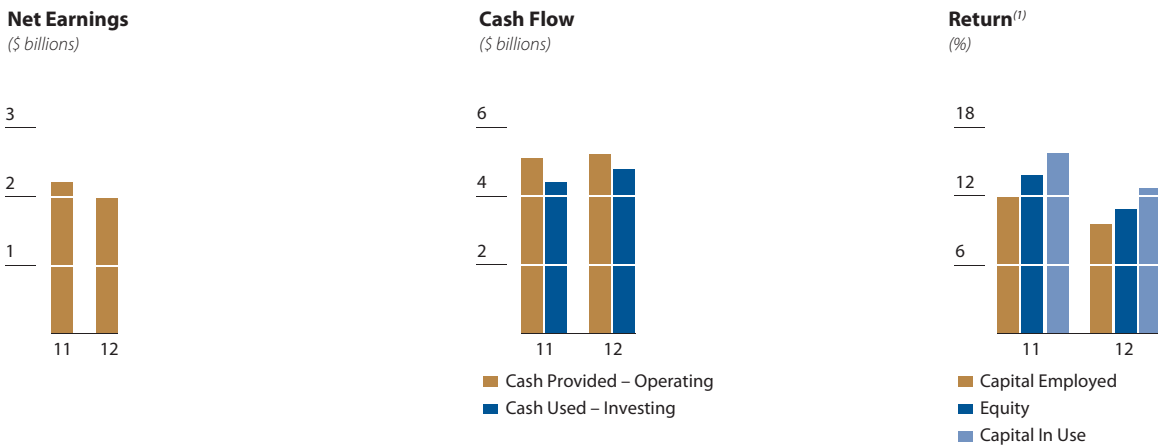 Net Earnings
($ billions)
3
2
1
11 12
Cash Flow
($ billions)
6
4
2
11 12
Cash Provided – Operating
Cash Used – Investing
Return(1)
(%)
18
12
6
11 12
Capital Employed
Equity
Capital In Use